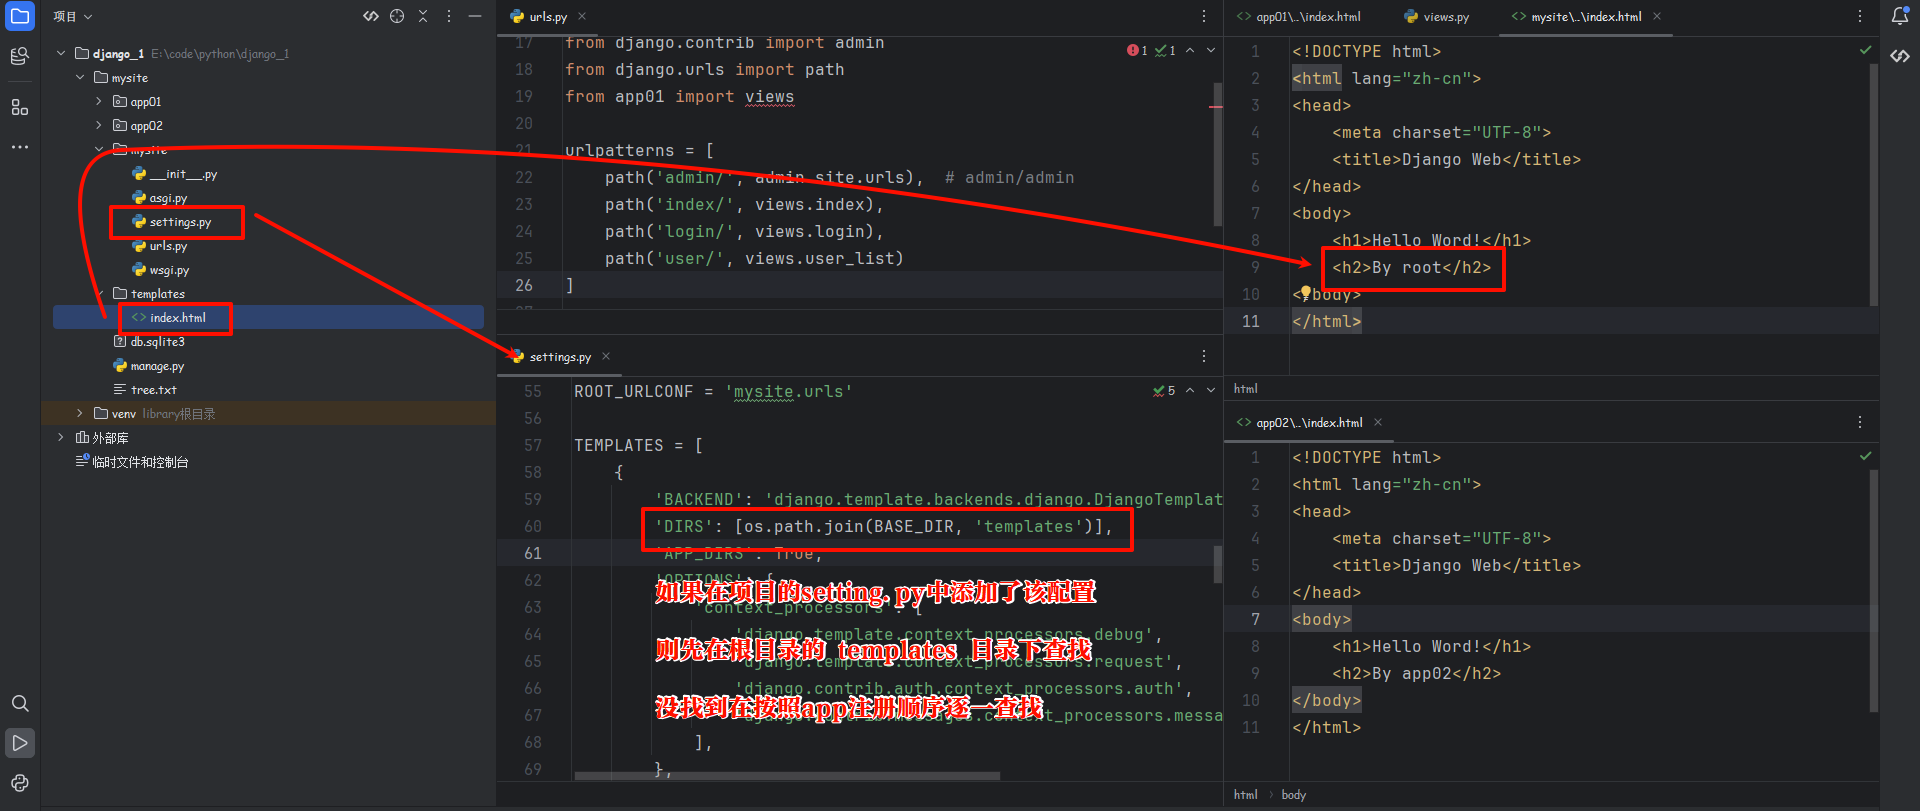 项目
django_1 E:\code\python\django_1
mysite
app01
app02
mysite
__init__.py
asgi.py
settings.py
urls.py
wsgi.py
templates
<> index.html
db.sqlite3
manage.py
tree.txt
venv library根目录
外部库
临时文件和控制台
urls.py
1 1
17 from django.contrib import admin
18 from django.urls import path
19 from app01 import views
20
21 urlpatterns = [
22 path('admin/', admin.site.urls), # admin/admin
23 path('index/', views.index),
24 path('login/', views.login),
25 path('user/', views.user_list)
26 ]
settings.py
5
55 ROOT_URLCONF = 'mysite.urls'
56
57 TEMPLATES = [
58 {
59 'BACKEND': 'django.template.backends.django.DjangoTemplat
60 'DIRS': [os.path.join(BASE_DIR, 'templates')],
61 'APP_DIRS': True,
62 'OPTIONS': {
如果在项目的setting.py中添加了该配置
63 'context_processors': [
64 'django.template.context_processors.debug',
则先在根目录的 templates 目录下查找
65 'django.template.context_processors.request',
66 'django.contrib.auth.context_processors.auth',
没找到在按照app注册顺序逐一查找
67 'django.contrib.messages.context_processors.messa
68 ],
69 },
<> app01\..\index.html
views.py
<> mysite\..\index.html
1 <!DOCTYPE html>
2 <html lang="zh-cn">
3 <head>
4 <meta charset="UTF-8">
5 <title>Django Web</title>
6 </head>
7 <body>
8 <h1>Hello Word!</h1>
9 <h2>By root</h2>
10 </body>
11 </html>
html
<> app02\..\index.html
1 <!DOCTYPE html>
2 <html lang="zh-cn">
3 <head>
4 <meta charset="UTF-8">
5 <title>Django Web</title>
6 </head>
7 <body>
8 <h1>Hello Word!</h1>
9 <h2>By app02</h2>
10 </body>
11 </html>
html > body